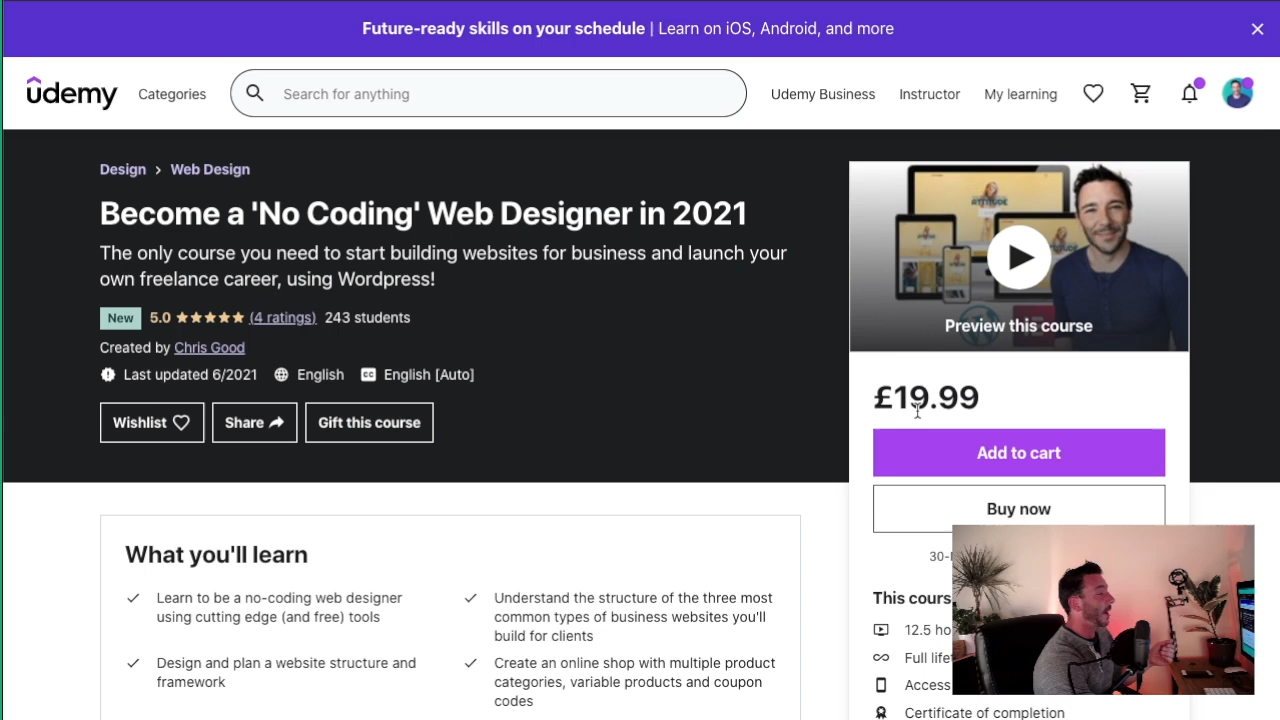 Future-ready skills on your schedule | Learn on iOS, Android, and more
udemy
Categories
Search for anything
Udemy Business
Instructor
My learning
Design > Web Design
Become a 'No Coding' Web Designer in 2021
The only course you need to start building websites for business and launch your
own freelance career, using Wordpress!
New 5.0 (4 ratings) 243 students
Created by Chris Good
Last updated 6/2021 English English [Auto]
Wishlist
Share
Gift this course
Preview this course
£19.99
Add to cart
Buy now
30-
This cours
12.5 ho
Full lifet
Access
Certificate of completion
What you'll learn
Learn to be a no-coding web designer
using cutting edge (and free) tools
Design and plan a website structure and
framework
Understand the structure of the three most
common types of business websites you'll
build for clients
Create an online shop with multiple product
categories, variable products and coupon
codes